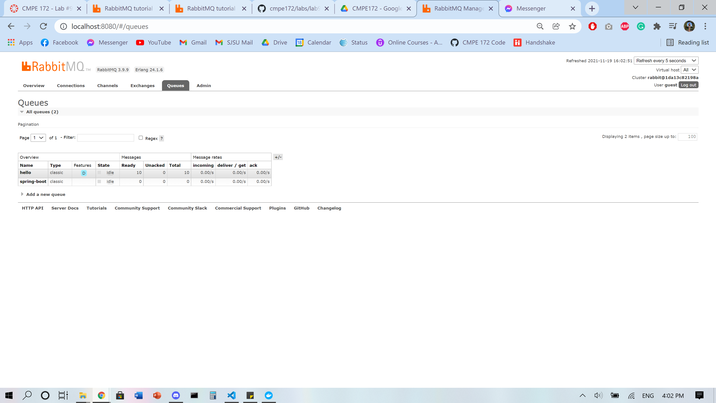 CMPE 172 - Lab #
RabbitMQ tutorial
RabbitMQ tutorial
cmpe172/labs/lab
CMPE172 - Google
RabbitMQ Manage
Messenger
localhost:8080/#/queues
Apps
Facebook
Messenger
YouTube
Gmail
SJSU Mail
Drive
Calendar
Status
Online Courses - A...
CMPE 172 Code
Handshake
Reading list
RabbitMQ TM
RabbitMQ 3.9.9
Erlang 24.1.6
Refreshed 2021-11-19 16:02:51
Refresh every 5 seconds
Virtual host
All
Cluster rabbit@1da13c82198a
User guest
Log out
Overview
Connections
Channels
Exchanges
Queues
Admin
Queues
All queues (2)
Pagination
Page 1 of 1 - Filter:
Regex ?
Displaying 2 items , page size up to: 100
Overview Messages Message rates +/-
Name Type Features State Ready Unacked Total incoming deliver / get ack
hello classic D idle 10 0 10 0.00/s 0.00/s 0.00/s
spring-boot classic idle 0 0 0 0.00/s 0.00/s 0.00/s
Add a new queue
HTTP API
Server Docs
Tutorials
Community Support
Community Slack
Commercial Support
Plugins
GitHub
Changelog
ENG
4:02 PM